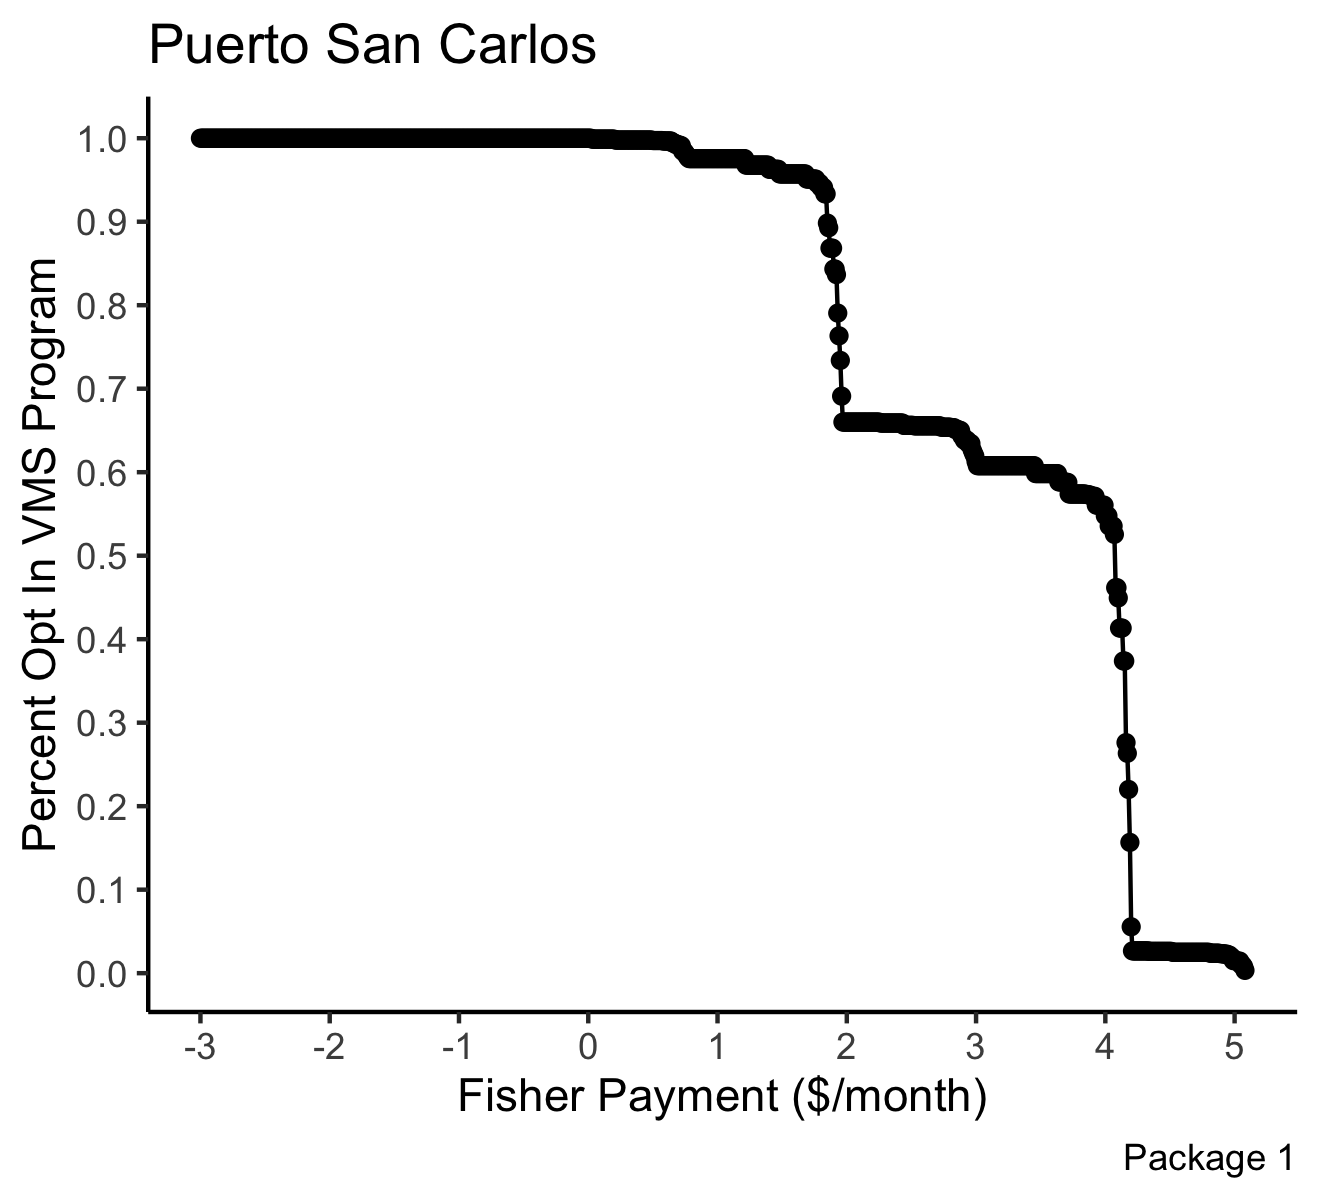 Puerto San Carlos
Percent Opt In VMS Program
1.0
0.9
0.8
0.7
0.6
0.5
0.4
0.3
0.2
0.1
0.0
-3 -2 -1 0 1 2 3 4 5
Fisher Payment ($/month)
Package 1